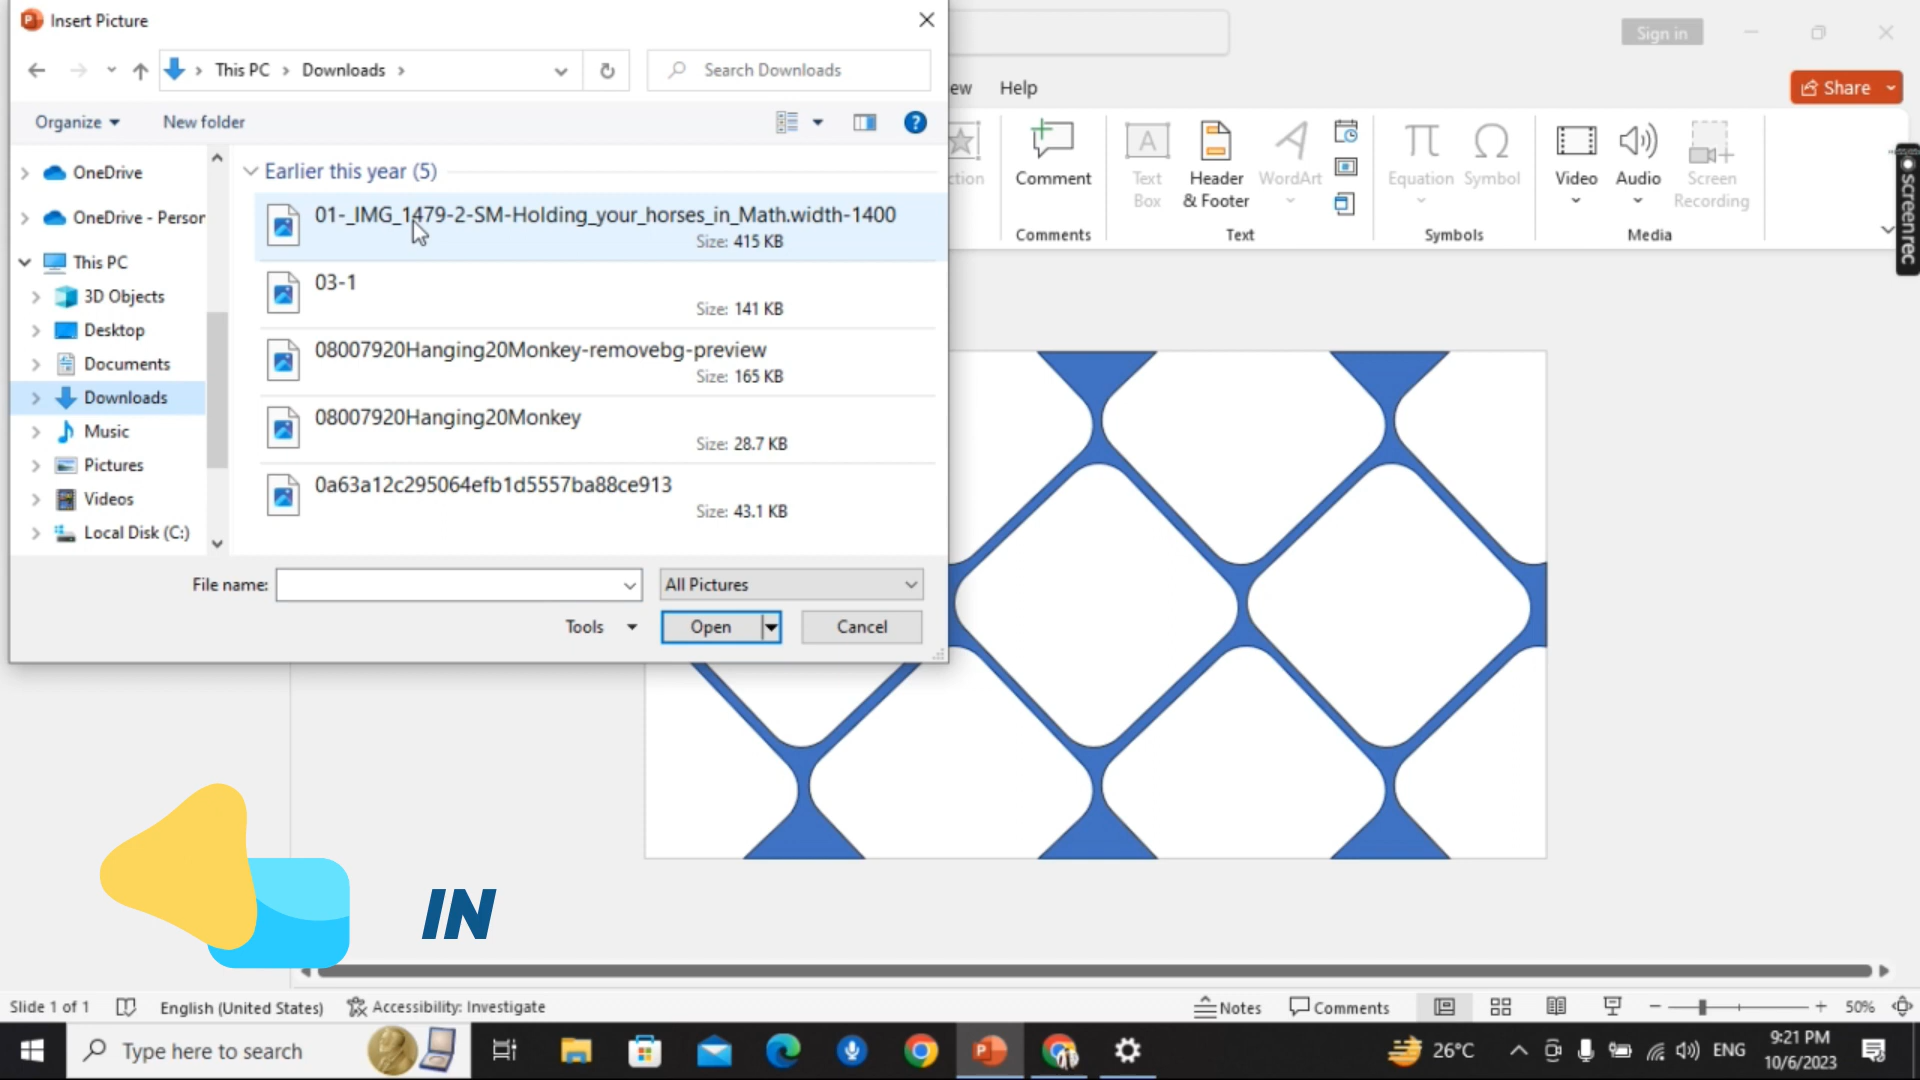 Insert Picture
This PC
Downloads
Search Downloads
Organize
New folder
OneDrive
OneDrive - Person
This PC
3D Objects
Desktop
Documents
Downloads
Music
Pictures
Videos
Local Disk (C:)
Earlier this year (5)
01-_IMG_1479-2-SM-Holding_your_horses_in_Math.width-1400
Size: 415 KB
03-1
Size: 141 KB
08007920Hanging20Monkey-removebg-preview
Size: 165 KB
08007920Hanging20Monkey
Size: 28.7 KB
0a63a12c295064efb1d5557ba88ce913
Size: 43.1 KB
File name:
All Pictures
Tools
Open
Cancel
Sign in
ew
Help
Share
ction
Comment
Comments
Text
Box
Header
& Footer
WordArt
Text
Equation
Symbol
Symbols
Video
Audio
Screen
Recording
Media
screenrec
IN
Slide 1 of 1
English (United States)
Accessibility: Investigate
Notes
Comments
50%
Type here to search
26°C
ENG
9:21 PM
10/6/2023